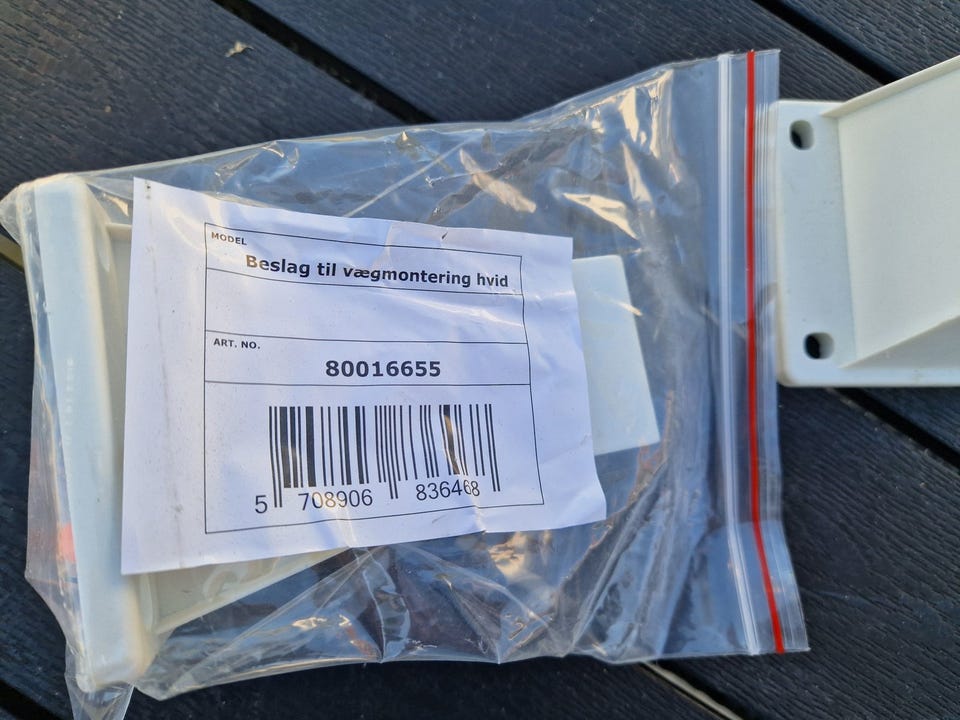 MODEL
Beslag til vægmontering hvid
ART. NO.
80016655
5 708906 836468